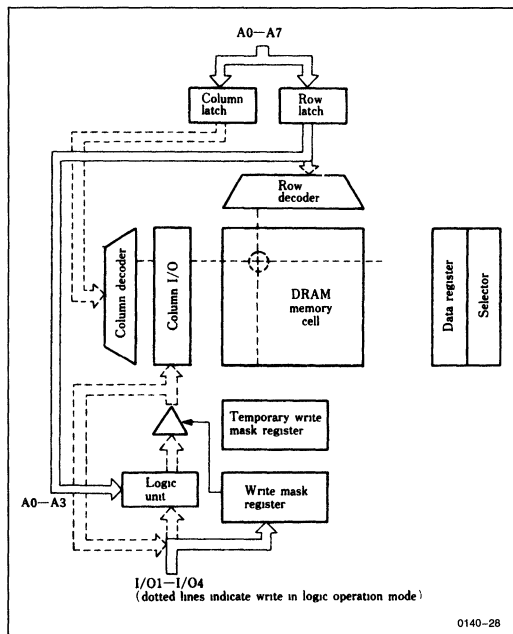 A0—A7
Column
latch
Row
latch
Row
decoder
Column decoder
Column I/O
DRAM
memory
cell
Data register
Selector
Temporary write
mask register
Logic
unit
Write mask
register
A0—A3
I/O1—I/O4
(dotted lines indicate write in logic operation mode)
0140-28